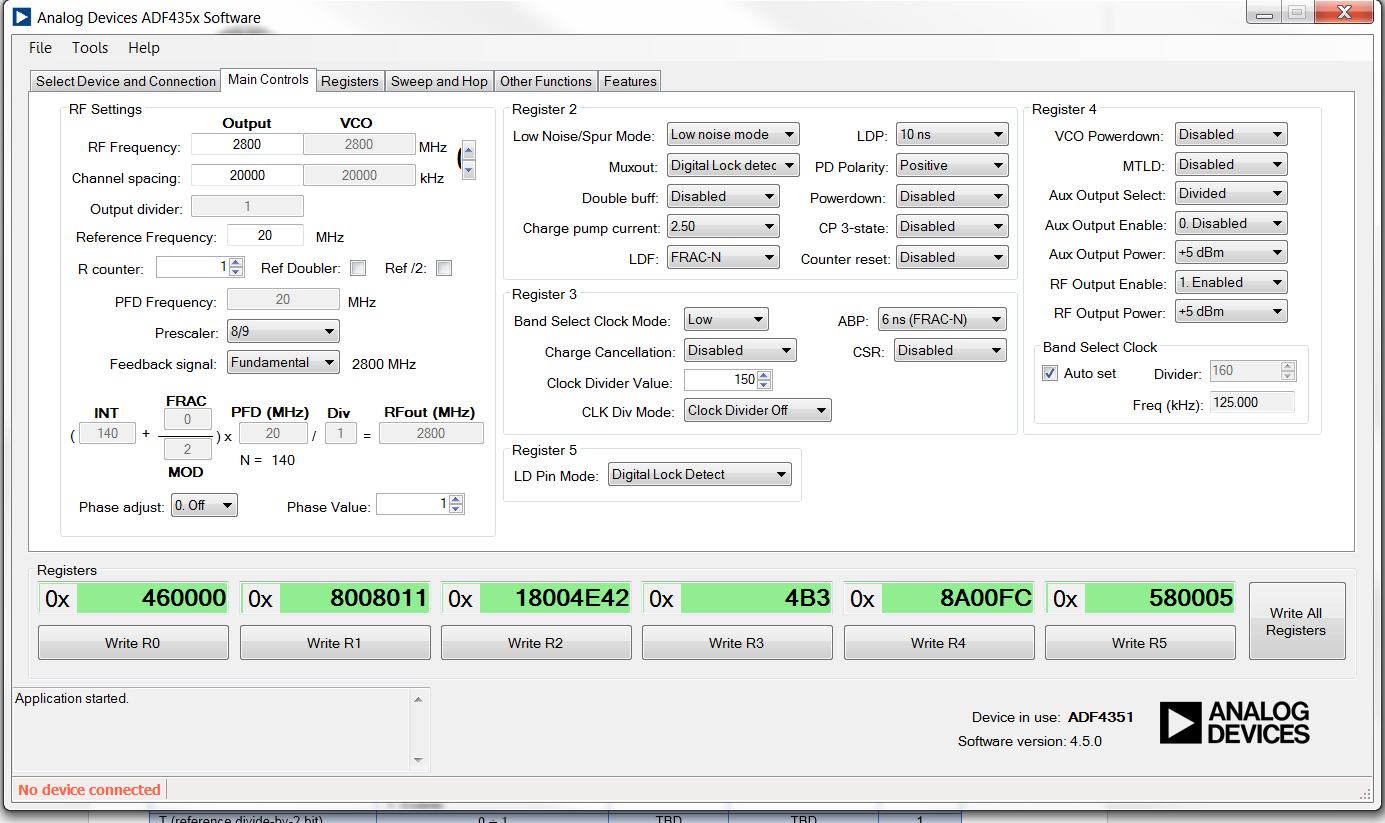 Analog Devices ADF435x Software
File Tools Help
Select Device and Connection Main Controls Registers Sweep and Hop Other Functions Features
RF Settings
Output VCO
RF Frequency: 2800 2800 MHz
Channel spacing: 20000 20000 kHz
Output divider: 1
Reference Frequency: 20 MHz
R counter: 1 Ref Doubler: Ref /2:
PFD Frequency: 20 MHz
Prescaler: 8/9
Feedback signal: Fundamental 2800 MHz
INT FRAC PFD (MHz) Div RFout (MHz)
( 140 + 0 / 2 ) x 20 / 1 = 2800
MOD N = 140
Phase adjust: 0. Off Phase Value: 1
Register 2
Low Noise/Spur Mode: Low noise mode LDP: 10 ns
Muxout: Digital Lock detec PD Polarity: Positive
Double buff: Disabled Powerdown: Disabled
Charge pump current: 2.50 CP 3-state: Disabled
LDF: FRAC-N Counter reset: Disabled
Register 3
Band Select Clock Mode: Low ABP: 6 ns (FRAC-N)
Charge Cancellation: Disabled CSR: Disabled
Clock Divider Value: 150
CLK Div Mode: Clock Divider Off
Register 5
LD Pin Mode: Digital Lock Detect
Register 4
VCO Powerdown: Disabled
MTLD: Disabled
Aux Output Select: Divided
Aux Output Enable: 0. Disabled
Aux Output Power: +5 dBm
RF Output Enable: 1. Enabled
RF Output Power: +5 dBm
Band Select Clock
Auto set Divider: 160
Freq (kHz): 125.000
Registers
0x 460000 0x 8008011 0x 18004E42 0x 4B3 0x 8A00FC 0x 580005
Write R0 Write R1 Write R2 Write R3 Write R4 Write R5 Write All Registers
Application started.
Device in use: ADF4351
Software version: 4.5.0
ANALOG
DEVICES
No device connected
T (reference divide-by-2 bit) 0 ÷ 1 TBD TBD 1